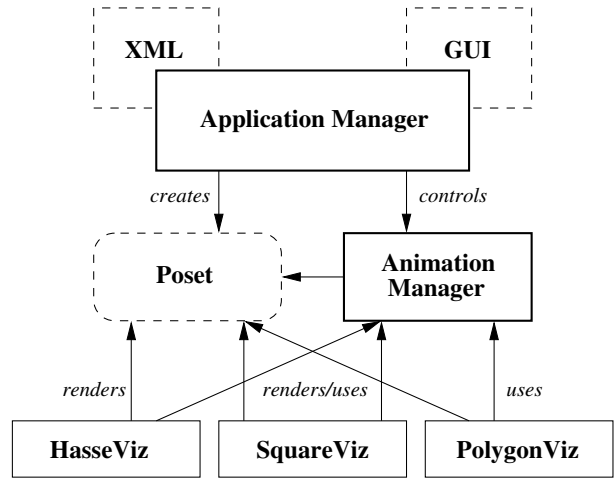 XML
GUI
Application Manager
creates
controls
Poset
Animation
Manager
renders
renders/uses
uses
HasseViz
SquareViz
PolygonViz